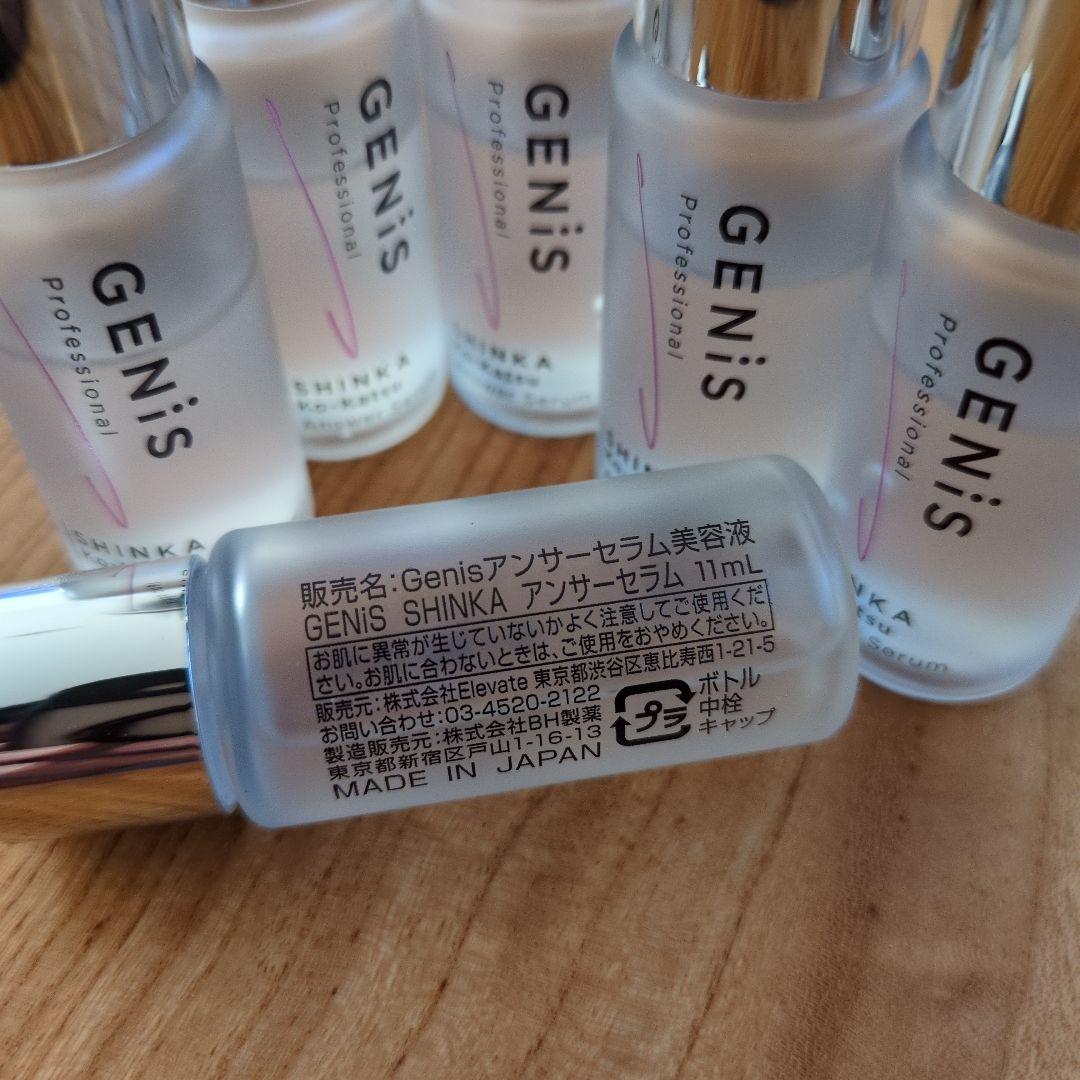 GENiS
Professional
SHINKA
GENiS
Professional
SHINKA
Ko-Katsu
Answer
GENiS
Professional
SHINKA
Ko-Katsu
Serum
GENiS
Professional
GENiS
Professional
Serum
販売名:Genisアンサーセラム美容液
GENiS SHINKA アンサーセラム 11mL
お肌に異常が生じていないかよく注意してご使用くだ
さい。お肌に合わないときは、ご使用をおやめください。
販売元:株式会社Elevate 東京都渋谷区恵比寿西1-21-5
お問い合わせ:03-4520-2122
製造販売元:株式会社BH製薬
東京都新宿区戸山1-16-13
MADE IN JAPAN
プラ
ボトル
中栓
キャップ